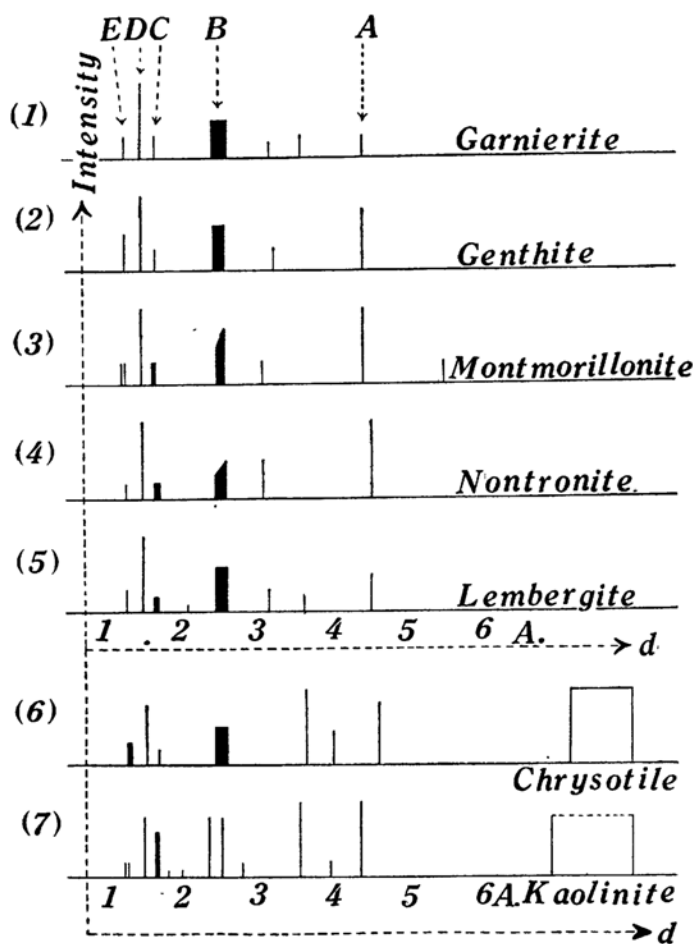 E D C B A
(1)
Intensity
Garnierite
(2)
Genthite
(3)
Montmorillonite
(4)
Nontronite.
(5)
Lembergite
1 2 3 4 5 6 A.
d
(6)
Chrysotile
(7)
1 2 3 4 5 6A. Kaolinite
d